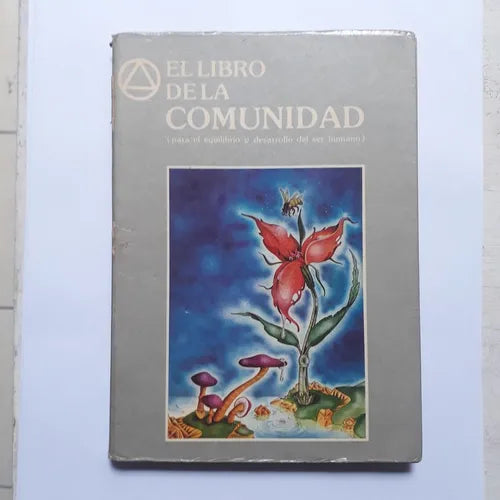 EL LIBRO
DE LA
COMUNIDAD
(para el equilibrio y desarrollo del ser humano)